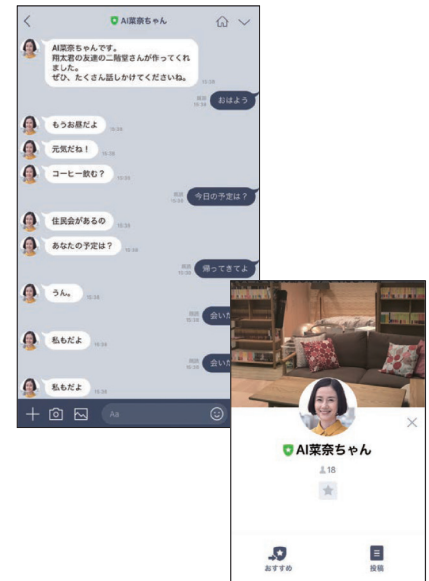 AI菜奈ちゃん
AI菜奈ちゃんです。
翔太君の友達の二階堂さんが作ってくれ
ました。
ぜひ、たくさん話しかけてくださいね。
おはよう
もうお昼だよ
元気だね！
コーヒー飲む？
今日の予定は？
住民会があるの
あなたの予定は？
帰ってきてよ
うん。
会いた
私もだよ
会いた
私もだよ
Aa
AI菜奈ちゃん
18
おすすめ
投稿